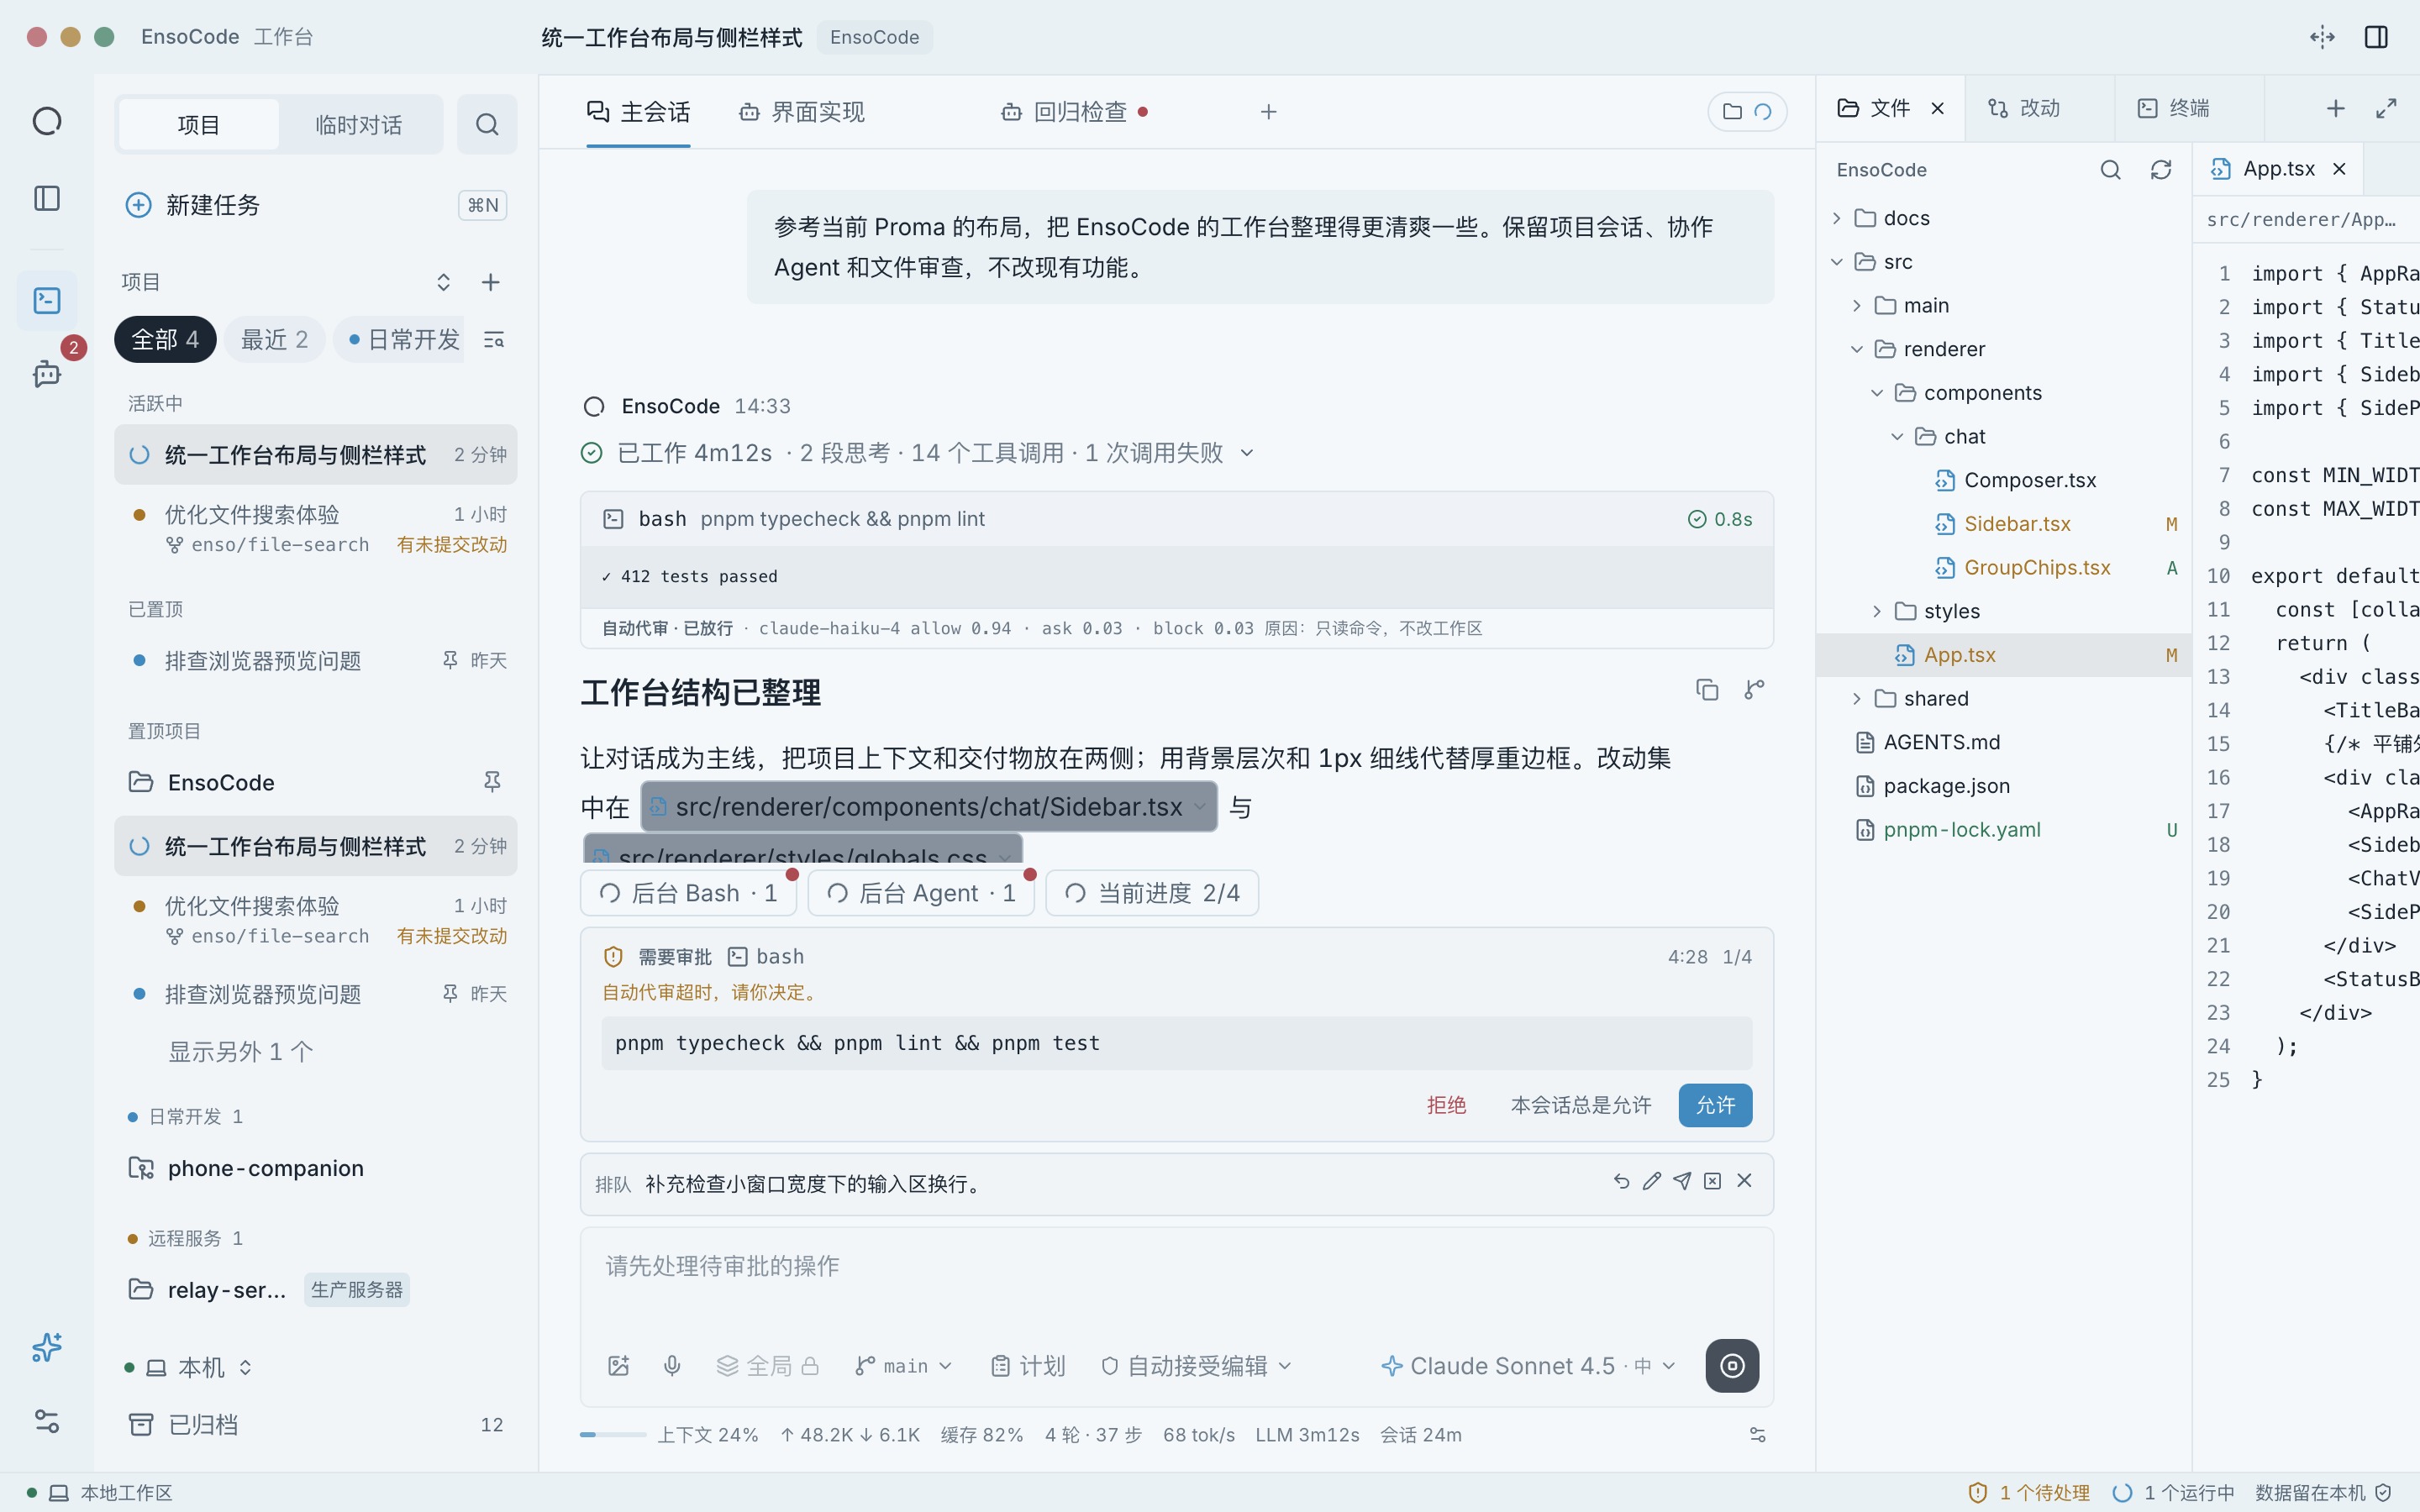 EnsoCode 工作台
统一工作台布局与侧栏样式 EnsoCode
项目 临时对话
新建任务 ⌘N
项目
全部 4 最近 2 日常开发
2
活跃中
统一工作台布局与侧栏样式 2 分钟
优化文件搜索体验 1 小时
enso/file-search 有未提交改动
已置顶
排查浏览器预览问题 昨天
置顶项目
EnsoCode
统一工作台布局与侧栏样式 2 分钟
优化文件搜索体验 1 小时
enso/file-search 有未提交改动
排查浏览器预览问题 昨天
显示另外 1 个
日常开发 1
phone-companion
远程服务 1
relay-ser... 生产服务器
本机
已归档 12
主会话 界面实现 回归检查
参考当前 Proma 的布局，把 EnsoCode 的工作台整理得更清爽一些。保留项目会话、协作
Agent 和文件审查，不改现有功能。
EnsoCode 14:33
已工作 4m12s · 2 段思考 · 14 个工具调用 · 1 次调用失败
bash pnpm typecheck && pnpm lint 0.8s
✓ 412 tests passed
自动代审 · 已放行 · claude-haiku-4 allow 0.94 · ask 0.03 · block 0.03 原因：只读命令，不改工作区
工作台结构已整理
让对话成为主线，把项目上下文和交付物放在两侧；用背景层次和 1px 细线代替厚重边框。改动集
中在 src/renderer/components/chat/Sidebar.tsx 与
src/renderer/styles/globals.css
后台 Bash · 1 后台 Agent · 1 当前进度 2/4
需要审批 bash 4:28 1/4
自动代审超时，请你决定。
pnpm typecheck && pnpm lint && pnpm test
拒绝 本会话总是允许 允许
排队 补充检查小窗口宽度下的输入区换行。
请先处理待审批的操作
全局 main 计划 自动接受编辑 Claude Sonnet 4.5 · 中
上下文 24% ↑ 48.2K ↓ 6.1K 缓存 82% 4 轮 · 37 步 68 tok/s LLM 3m12s 会话 24m
文件 改动 终端
EnsoCode
docs
src
main
renderer
components
chat
Composer.tsx
Sidebar.tsx M
GroupChips.tsx A
styles
App.tsx M
shared
AGENTS.md
package.json
pnpm-lock.yaml U
App.tsx
src/renderer/App…
1 import { AppRa
2 import { Statu
3 import { Title
4 import { Sideb
5 import { SideP
6
7 const MIN_WIDT
8 const MAX_WIDT
9
10 export default
11 const [colla
12 return (
13 <div class
14 <TitleBa
15 {/* 平铺
16 <div cla
17 <AppRa
18 <Sideb
19 <ChatV
20 <SideP
21 </div>
22 <StatusB
23 </div>
24 );
25 }
本地工作区
1 个待处理 1 个运行中 数据留在本机